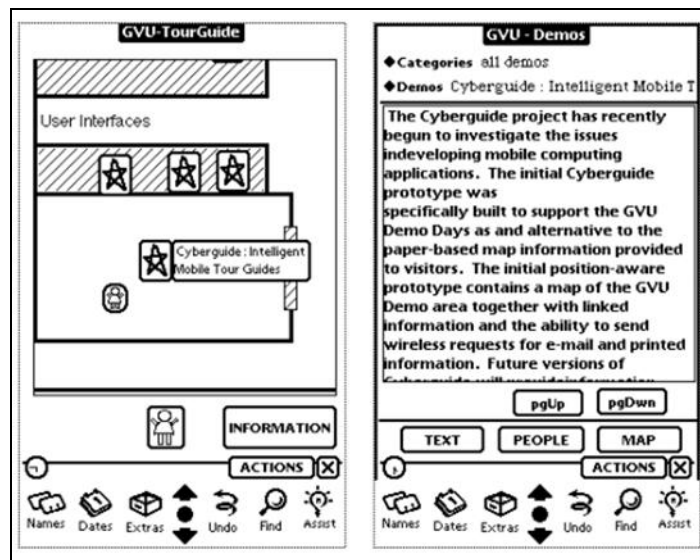 GVU-TourGuide
User Interfaces
Cyberguide : Intelligent
Mobile Tour Guides
INFORMATION
ACTIONS
Names Dates Extras Undo Find Assist
GVU - Demos
◆Categories all demos
◆Demos Cyberguide : Intelligent Mobile T
The Cyberguide project has recently
begun to investigate the issues
indeveloping mobile computing
applications. The initial Cyberguide
prototype was
specifically built to support the GVU
Demo Days as and alternative to the
paper-based map information provided
to visitors. The initial position-aware
prototype contains a map of the GVU
Demo area together with linked
information and the ability to send
wireless requests for e-mail and printed
information. Future versions of
pgUp pgDwn
TEXT PEOPLE MAP
ACTIONS
Names Dates Extras Undo Find Assist